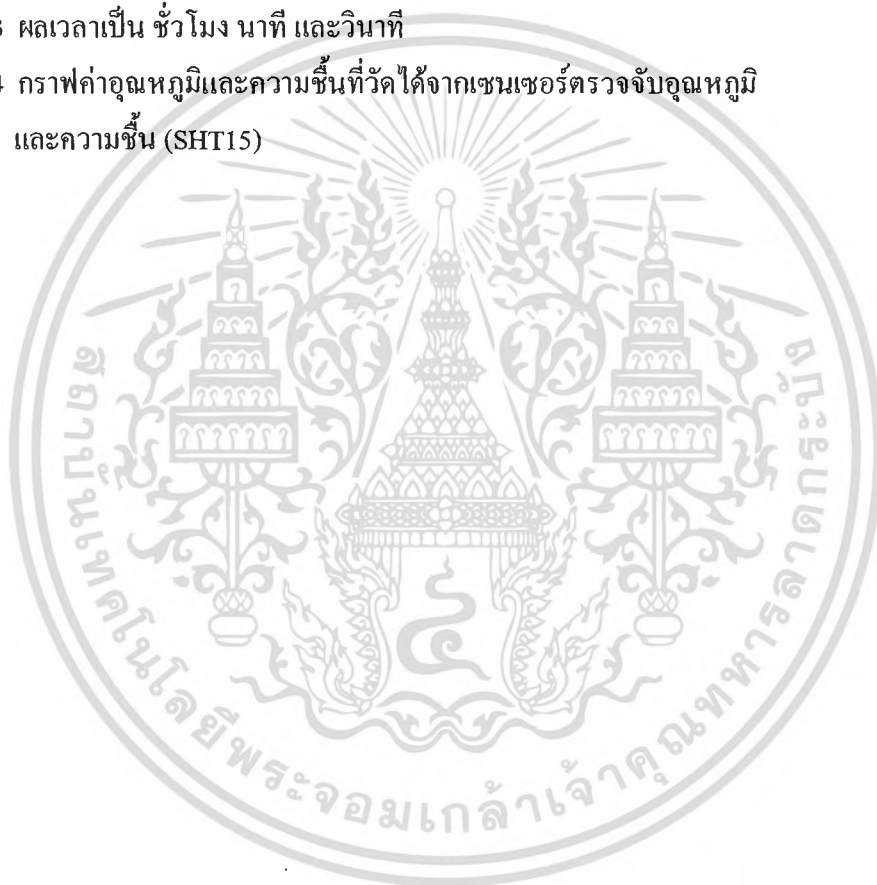 ผลเวลาเป็น ชั่วโมง นาที และวินาที
กราฟค่าอุณหภูมิและความชื้นที่วัดได้จากเซนเซอร์ตรวจจับอุณหภูมิ
และความชื้น (SHT15)
สถาบันเทคโนโลยีพระจอมเกล้าเจ้าคุณทหารลาดกระบัง